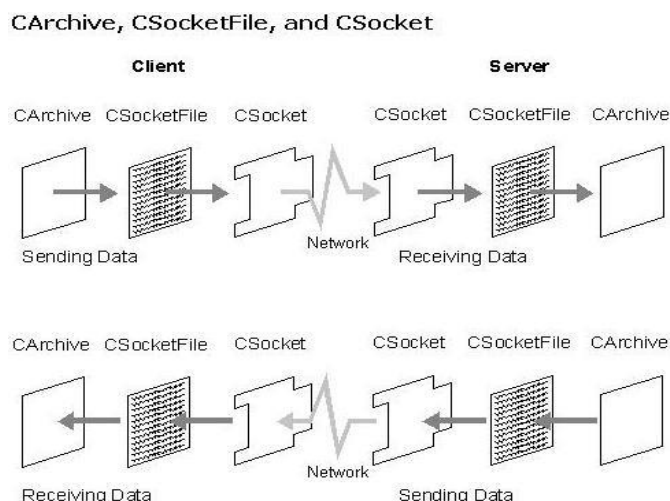 CArchive, CSocketFile, and CSocket
Client Server
CArchive CSocketFile CSocket CSocket CSocketFile CArchive
Network
Sending Data Receiving Data
CArchive CSocketFile CSocket CSocket CSocketFile CArchive
Network
Receiving Data Sending Data